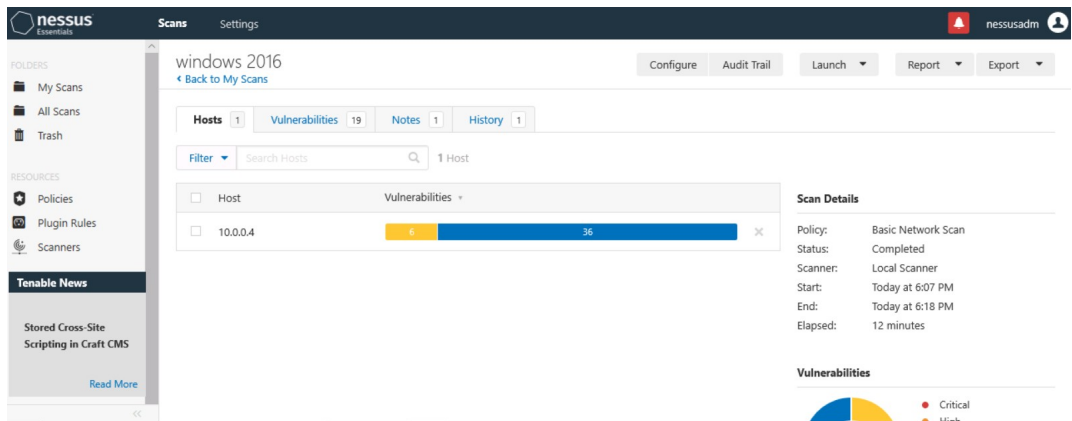 nessus
Essentials
Scans
Settings
nessusadm
FOLDERS
My Scans
All Scans
Trash
RESOURCES
Policies
Plugin Rules
Scanners
Tenable News
Stored Cross-Site
Scripting in Craft CMS
Read More
windows 2016
Back to My Scans
Configure
Audit Trail
Launch
Report
Export
Hosts 1
Vulnerabilities 19
Notes 1
History 1
Filter
Search Hosts
1 Host
Host
Vulnerabilities
10.0.0.4
6
36
Scan Details
Policy: Basic Network Scan
Status: Completed
Scanner: Local Scanner
Start: Today at 6:07 PM
End: Today at 6:18 PM
Elapsed: 12 minutes
Vulnerabilities
Critical
High